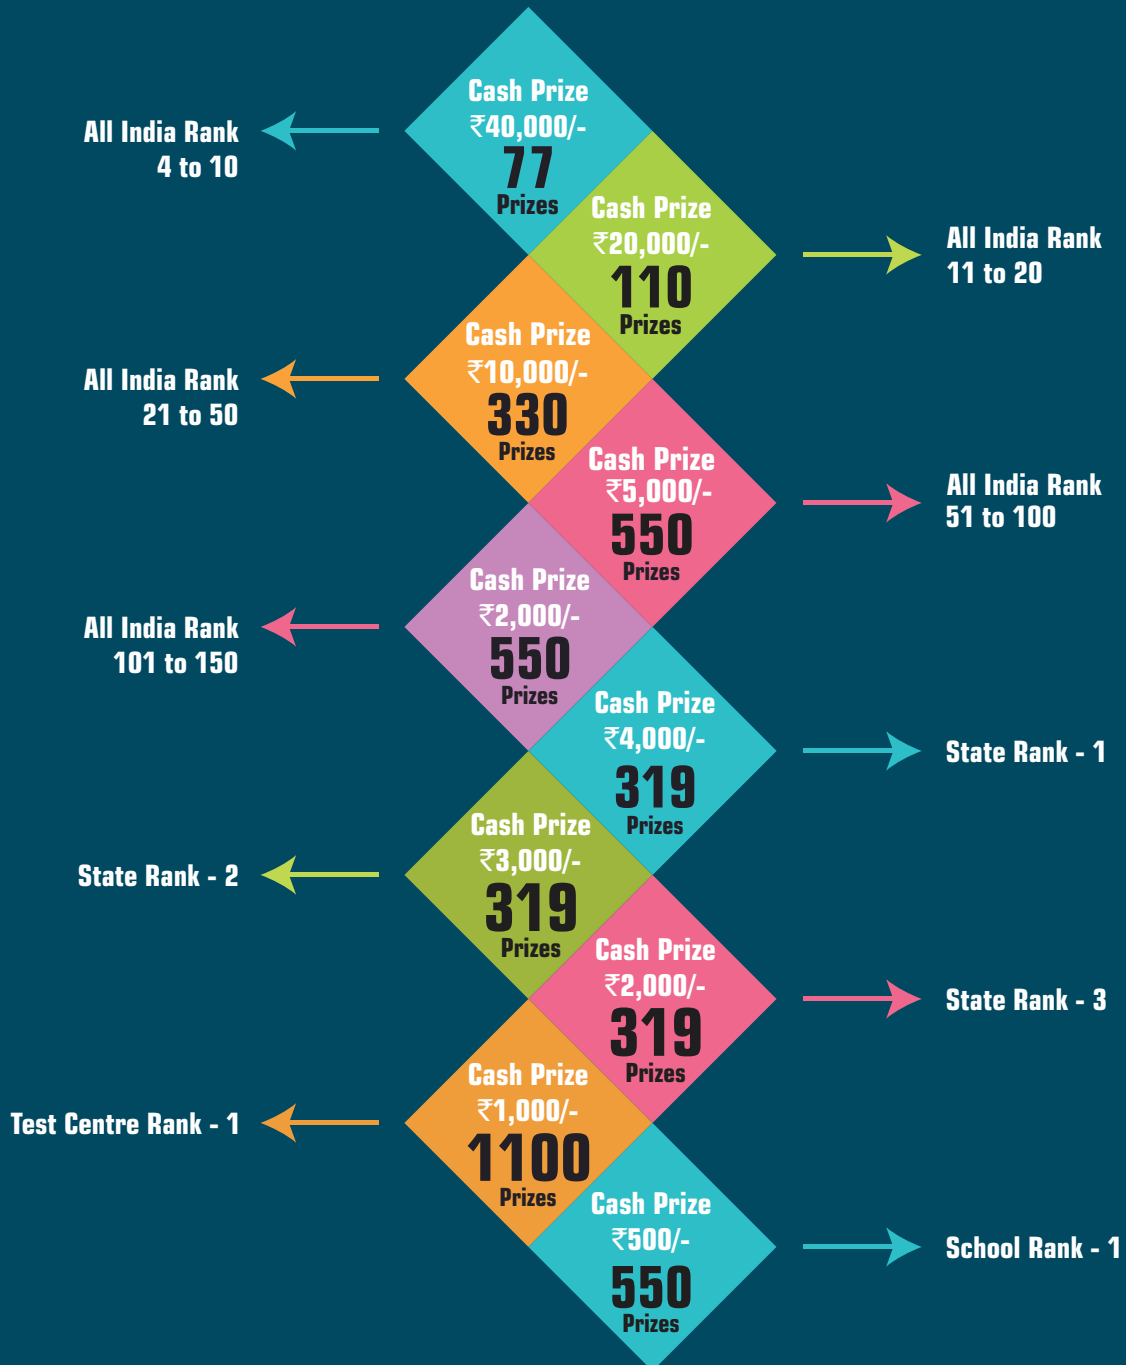 Cash Prize
₹40,000/-
77
Prizes
All India Rank
4 to 10
Cash Prize
₹20,000/-
110
Prizes
All India Rank
11 to 20
Cash Prize
₹10,000/-
330
Prizes
All India Rank
21 to 50
Cash Prize
₹5,000/-
550
Prizes
All India Rank
51 to 100
Cash Prize
₹2,000/-
550
Prizes
All India Rank
101 to 150
Cash Prize
₹4,000/-
319
Prizes
State Rank - 1
Cash Prize
₹3,000/-
319
Prizes
State Rank - 2
Cash Prize
₹2,000/-
319
Prizes
State Rank - 3
Cash Prize
₹1,000/-
1100
Prizes
Test Centre Rank - 1
Cash Prize
₹500/-
550
Prizes
School Rank - 1